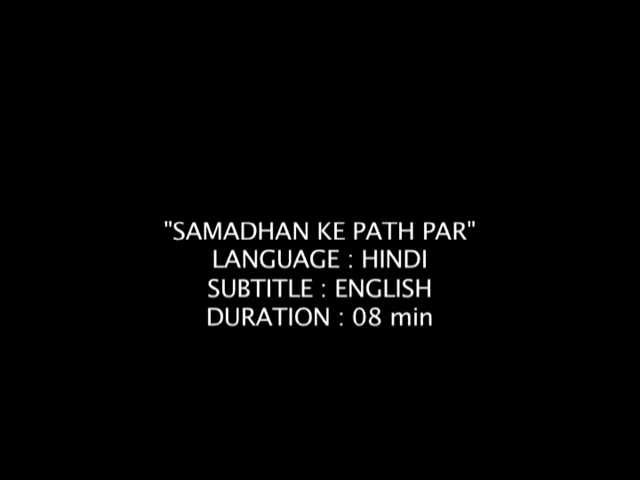 "SAMADHAN KE PATH PAR"
LANGUAGE : HINDI
SUBTITLE : ENGLISH
DURATION : 08 min